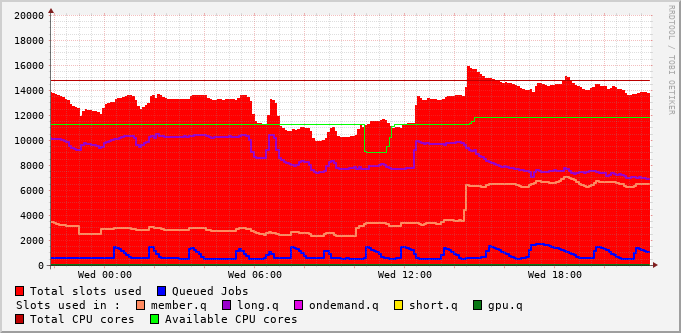 20000
18000
16000
14000
12000
10000
8000
6000
4000
2000
0
Wed 00:00 Wed 06:00 Wed 12:00 Wed 18:00
RRDTOOL / TOBI OETIKER
Total slots used Queued Jobs
Slots used in : member.q long.q ondemand.q short.q gpu.q
Total CPU cores Available CPU cores